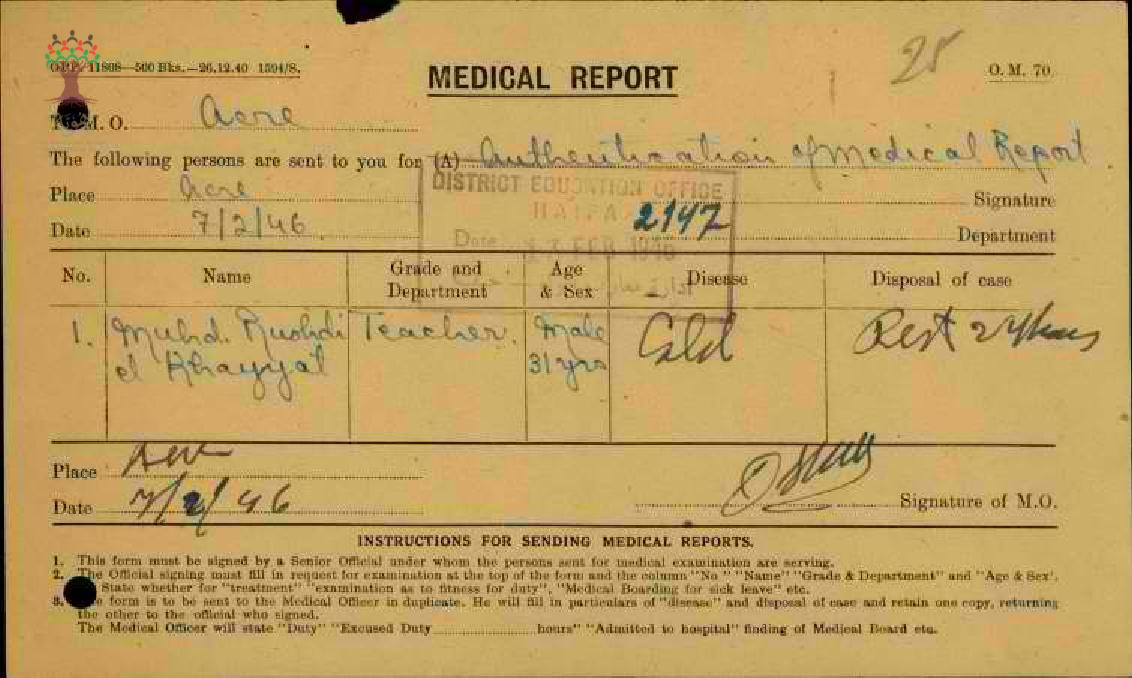 G.P.P. 11808—500 Bks.—26.12.40 1594/S.
25
MEDICAL REPORT
O. M. 70.
To M. O. Acre
The following persons are sent to you for (A) Authentication of Medical Report
Place Acre
Signature
Date 7/2/46
Department
DISTRICT EDUCATION OFFICE
HAIFA
2147
Date 12 FEB 1946
No. Name Grade and Department Age & Sex Disease Disposal of case
1. Muhd. Rushdi el Khayyal Teacher. Male 31 yrs Cold Rest 24 hours
Place Acre
Date 7/2/46
Signature of M.O.
INSTRUCTIONS FOR SENDING MEDICAL REPORTS.
1. This form must be signed by a Senior Official under whom the persons sent for medical examination are serving.
2. The Official signing must fill in request for examination at the top of the form and the column "No" "Name" "Grade & Department" and "Age & Sex".
State whether for "treatment" "examination as to fitness for duty", "Medical Boarding for sick leave" etc.
3. The form is to be sent to the Medical Officer in duplicate. He will fill in particulars of "disease" and disposal of case and retain one copy, returning
the other to the official who signed.
The Medical Officer will state "Duty" "Excused Duty hours" "Admitted to hospital" finding of Medical Board etc.